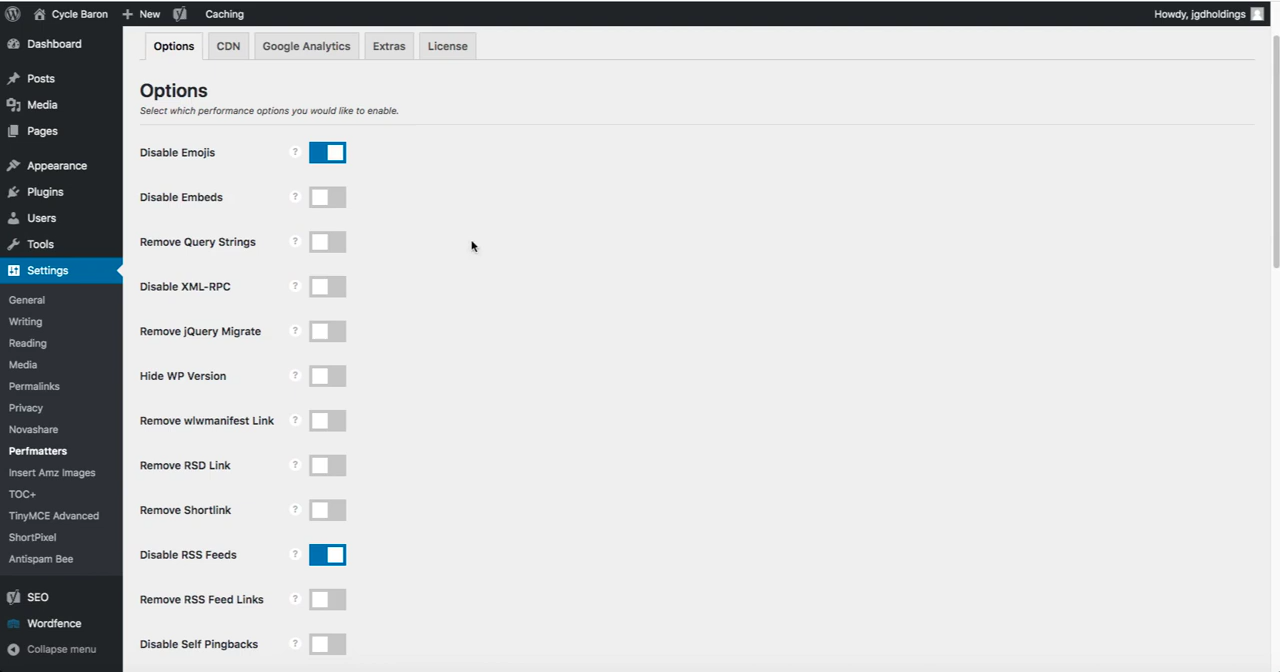 Cycle Baron
New
Caching
Howdy, jgdholdings
Dashboard
Posts
Media
Pages
Appearance
Plugins
Users
Tools
Settings
General
Writing
Reading
Media
Permalinks
Privacy
Novashare
Perfmatters
Insert Amz Images
TOC+
TinyMCE Advanced
ShortPixel
Antispam Bee
SEO
Wordfence
Collapse menu
Options
CDN
Google Analytics
Extras
License
Options
Select which performance options you would like to enable.
Disable Emojis ?
Disable Embeds ?
Remove Query Strings ?
Disable XML-RPC ?
Remove jQuery Migrate ?
Hide WP Version ?
Remove wlwmanifest Link ?
Remove RSD Link ?
Remove Shortlink ?
Disable RSS Feeds ?
Remove RSS Feed Links ?
Disable Self Pingbacks ?